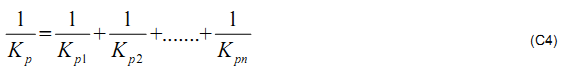 1/K_p = 1/K_p1 + 1/K_p2 +.......+ 1/K_pn (C4)